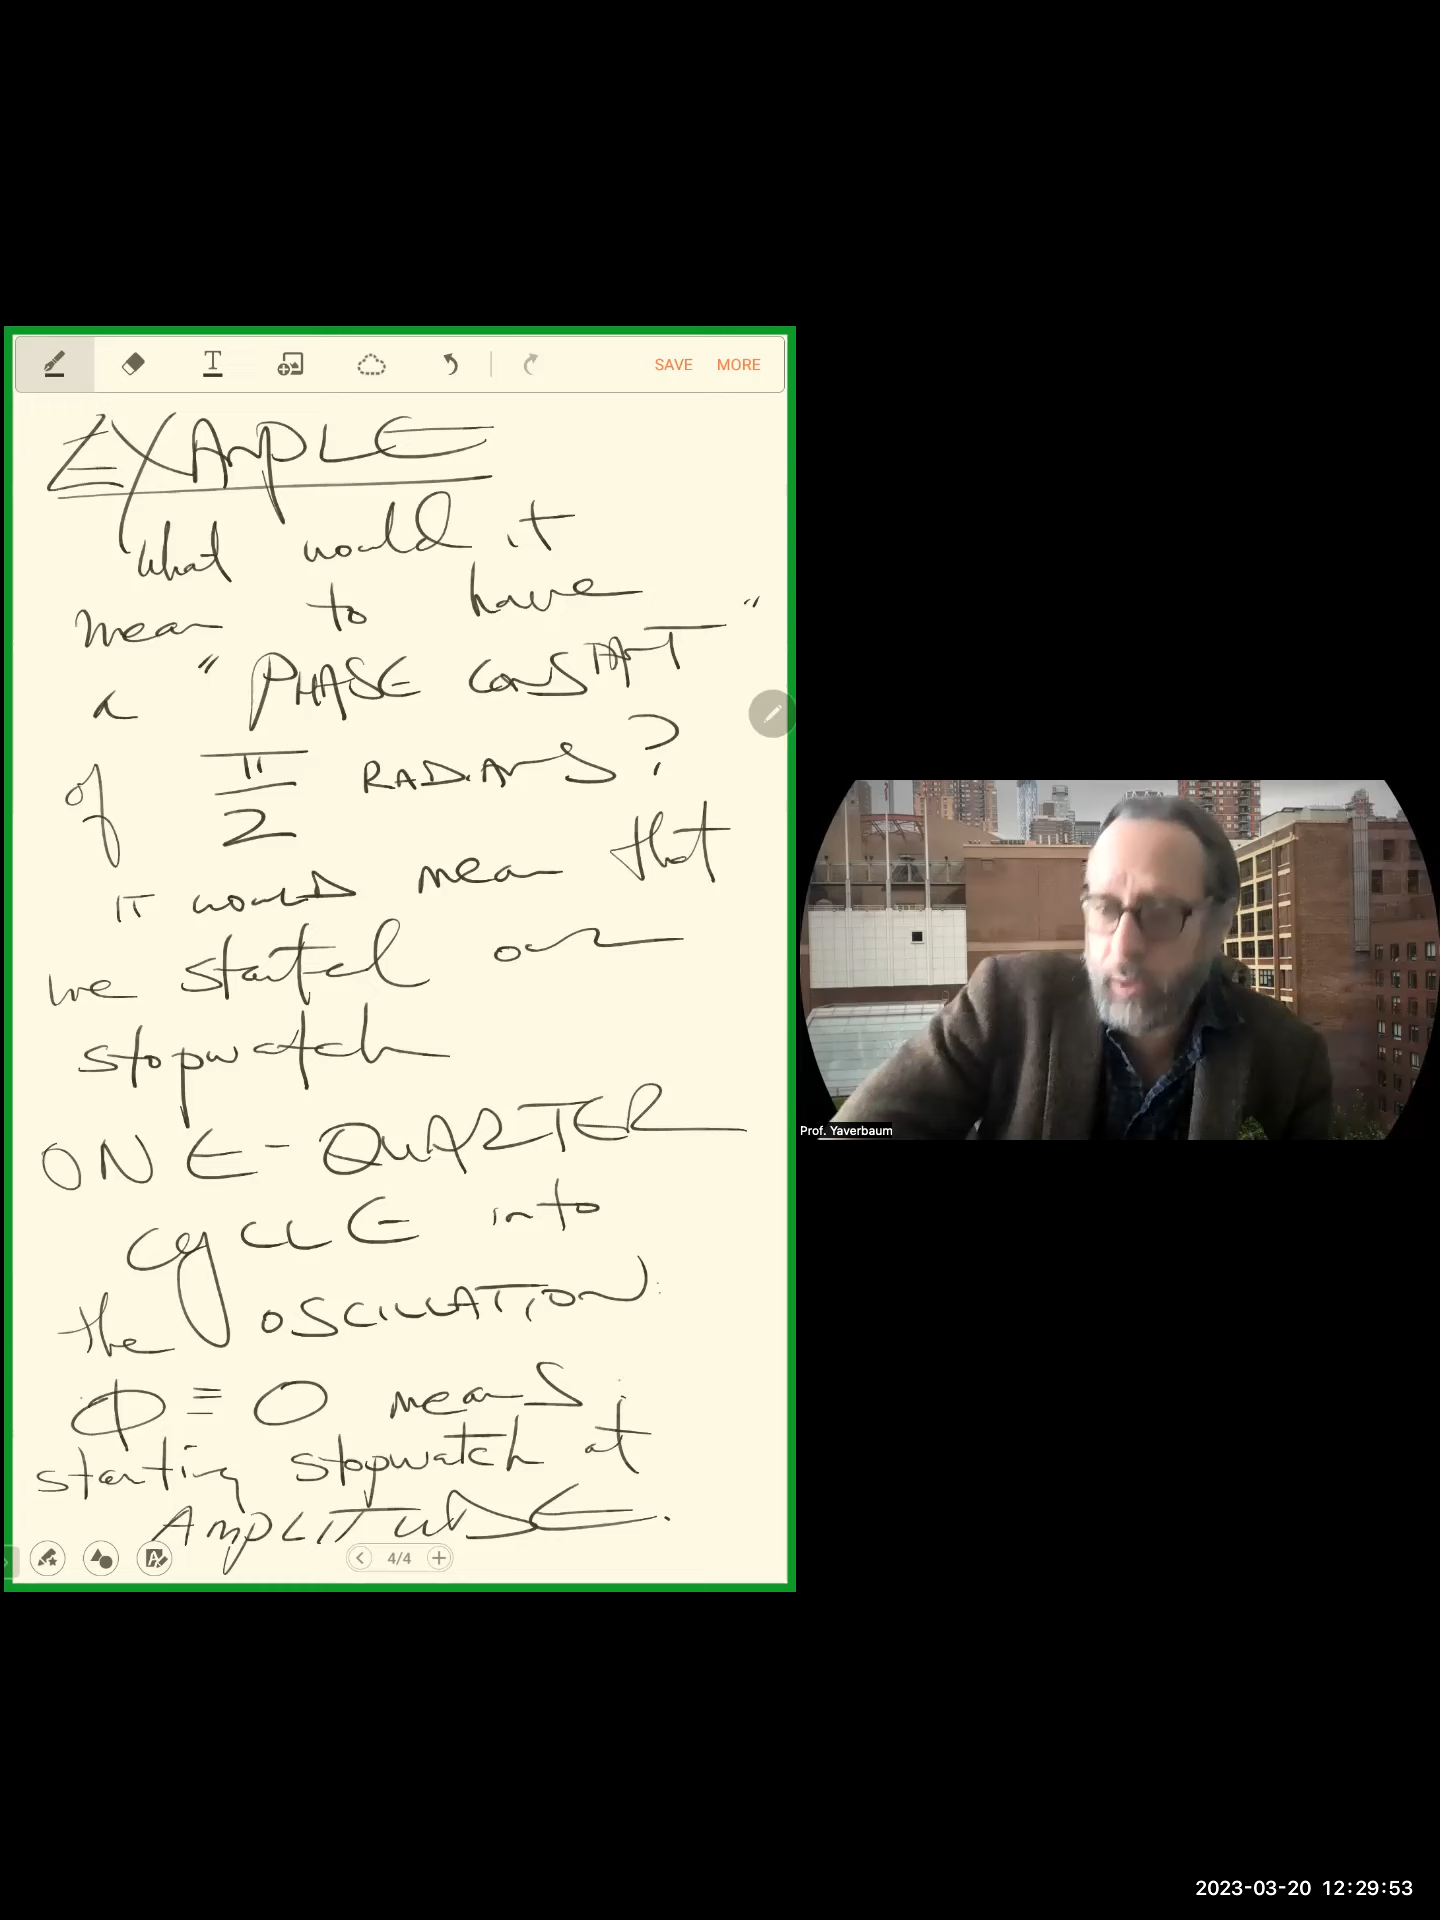 SAVE MORE
EXAMPLE
What would it
mean to have
a "PHASE CONSTANT"
of π/2 RADIANS?
IT WOULD mean that
we started our
stopwatch
ONE-QUARTER
CYCLE into
the OSCILLATION.
Φ ≡ 0 means
starting stopwatch at
AMPLITUDE.
4/4
Prof. Yaverbaum
2023-03-20 12:29:53